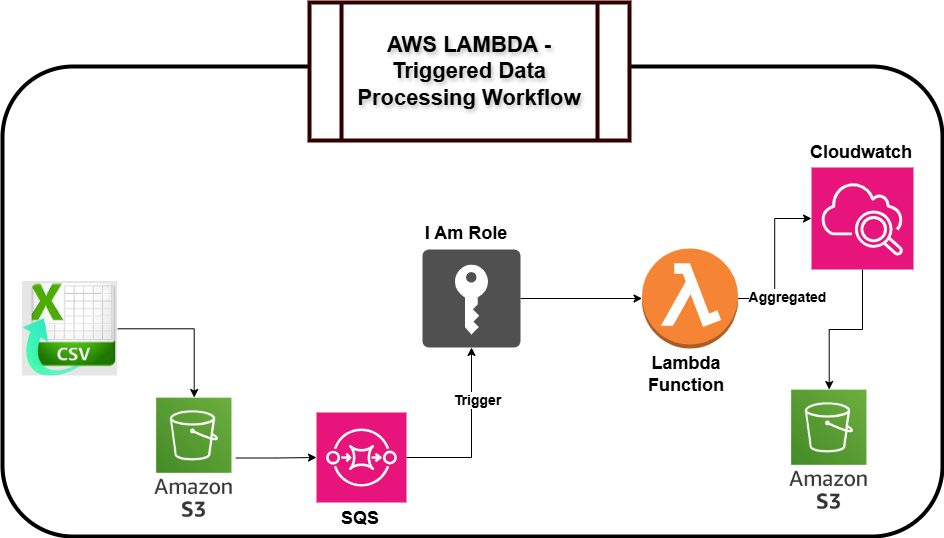 AWS LAMBDA -
Triggered Data
Processing Workflow
Cloudwatch
I Am Role
X
CSV
Aggregated
Lambda
Function
Trigger
Amazon
S3
SQS
Amazon
S3